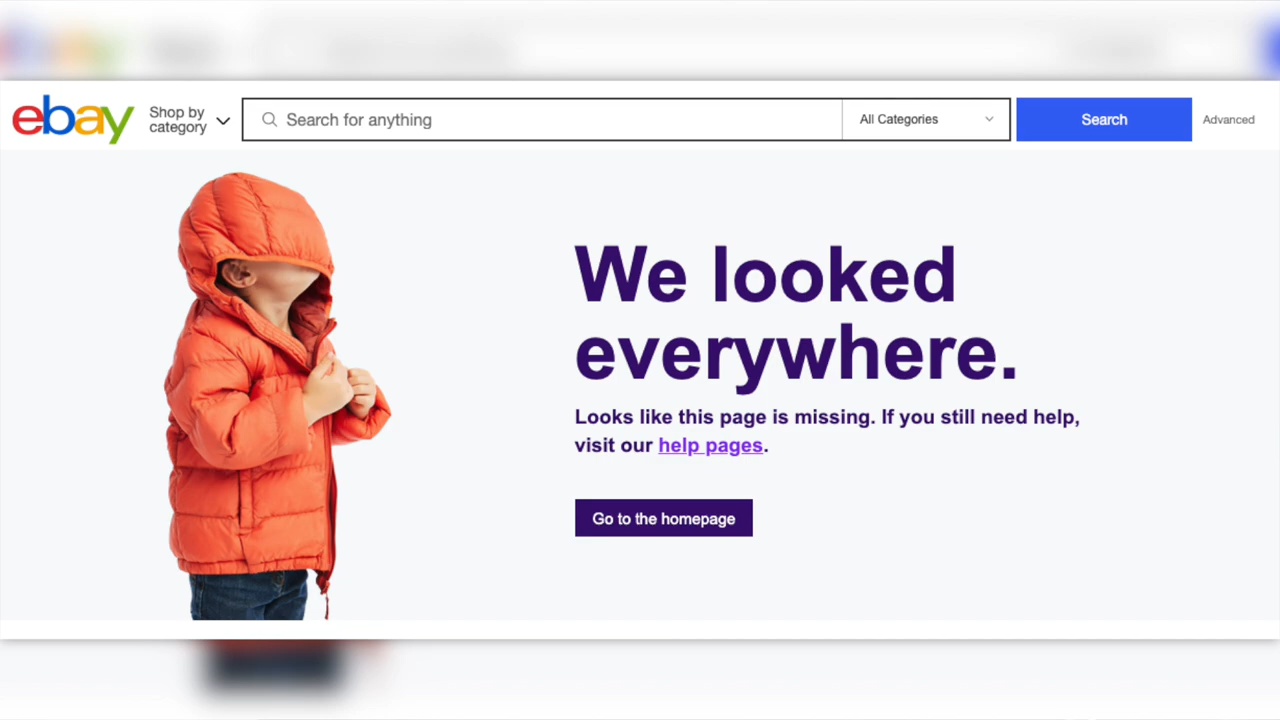 ebay
Shop by
category
Search for anything
All Categories
Search
Advanced
We looked
everywhere.
Looks like this page is missing. If you still need help,
visit our help pages.
Go to the homepage